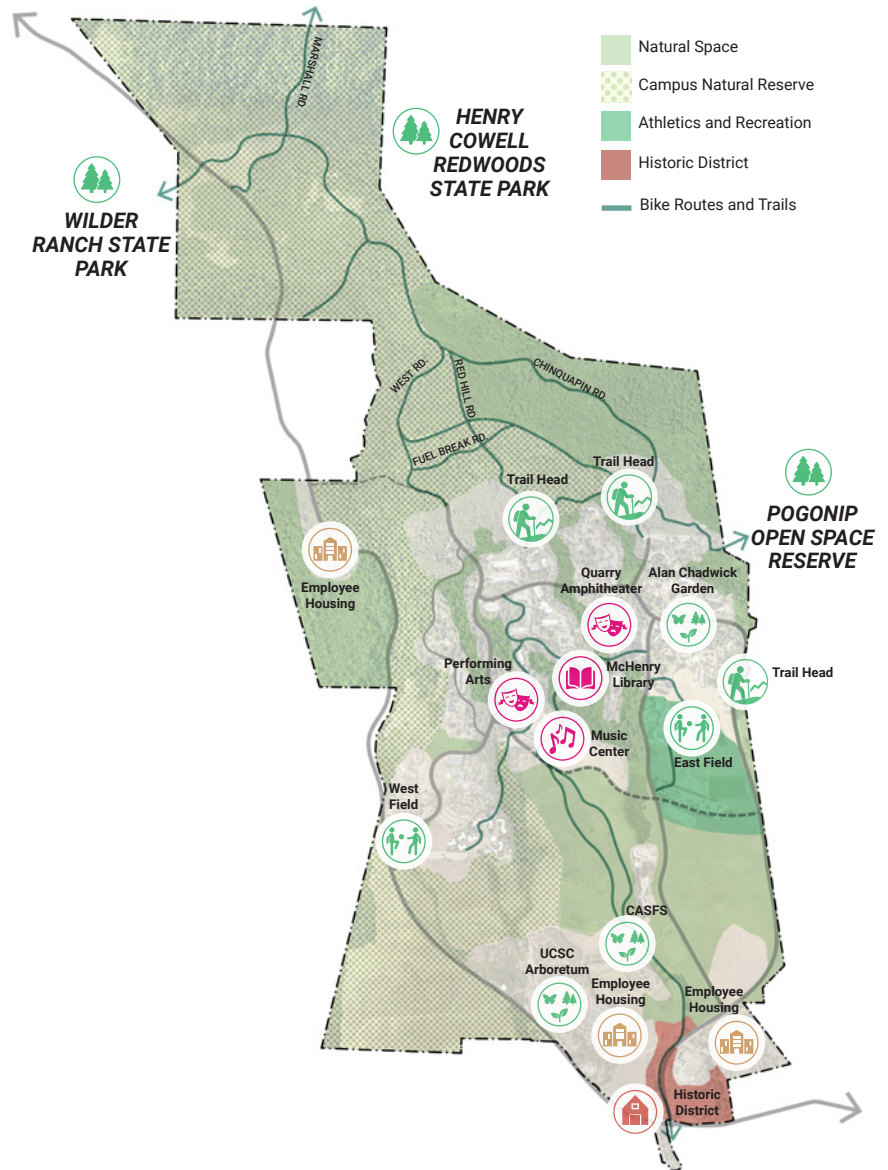 Natural Space
Campus Natural Reserve
Athletics and Recreation
Historic District
Bike Routes and Trails
MARSHALL RD.
HENRY
COWELL
REDWOODS
STATE PARK
WILDER
RANCH STATE
PARK
WEST RD.
RED HILL RD
CHINQUAPIN RD.
FUEL BREAK RD.
Trail Head
Trail Head
POGONIP
OPEN SPACE
RESERVE
Employee
Housing
Quarry
Amphitheater
Alan Chadwick
Garden
Performing
Arts
McHenry
Library
Trail Head
Music
Center
East Field
West
Field
CASFS
UCSC
Arboretum
Employee
Housing
Employee
Housing
Historic
District